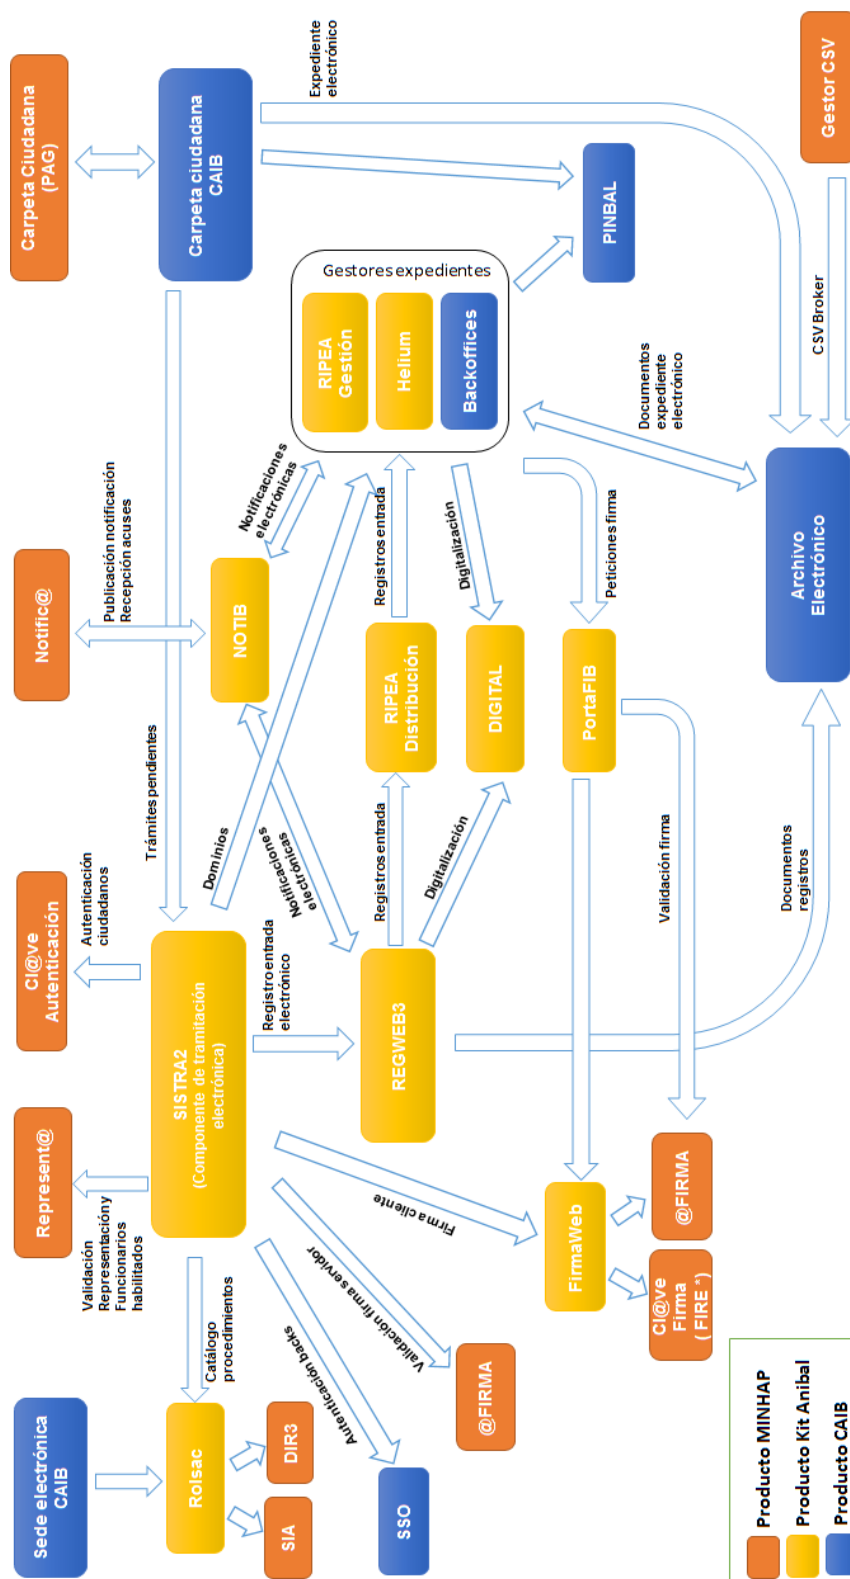 Sede electrónica
CAIB
Represent@
Cl@ve
Autenticación
Notific@
Carpeta Ciudadana
(PAG)
Validación
Representación y
Funcionarios
habilitados
Autenticación
ciudadanos
Publicación notificación
Recepción acuses
Trámites pendientes
Carpeta ciudadana
CAIB
Rolsac
Catálogo
procedimientos
SISTRA2
(Componente de tramitación
electrónica)
NOTIB
Notificaciones
electrónicas
Expediente
electrónico
SIA
DIR3
Registro entrada
electrónico
Dominios
Notificaciones
electrónicas
Gestores expedientes
RIPEA
Gestión
Helium
Backoffices
SSO
Autenticación backs
Validación firma servidor
Firma cliente
@FIRMA
REGWEB3
Registros entrada
RIPEA
Distribución
Registros entrada
Digitalización
DIGITAL
Digitalización
PINBAL
FirmaWeb
PortaFIB
Peticiones firma
Documentos
expediente
electrónico
Cl@ve
Firma
( FIRE *)
@FIRMA
Validación firma
Documentos
registros
Archivo
Electrónico
CSV Broker
Gestor CSV
Producto MINHAP
Producto Kit Anibal
Producto CAIB